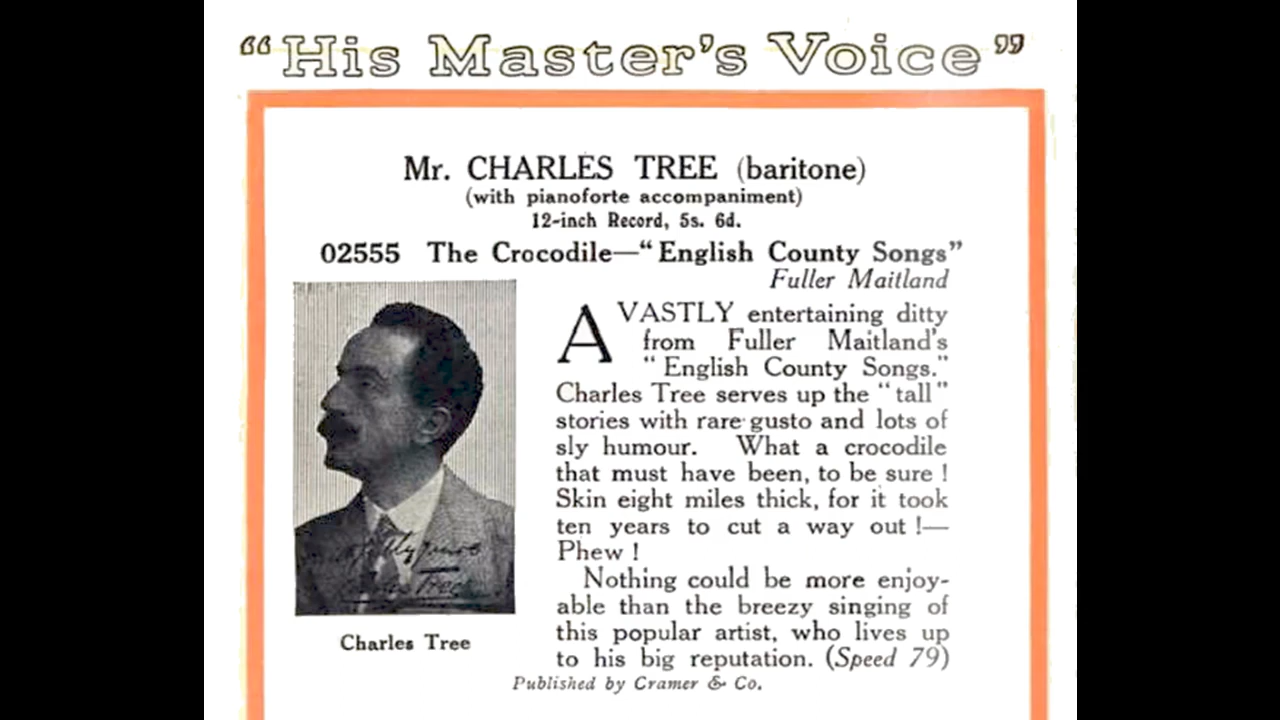 “His Master’s Voice”
Mr. CHARLES TREE (baritone)
(with pianoforte accompaniment)
12-inch Record, 5s. 6d.
02555 The Crocodile—“English County Songs”
Fuller Maitland
A VASTLY entertaining ditty
from Fuller Maitland’s
“English County Songs.”
Charles Tree serves up the “tall”
stories with rare gusto and lots of
sly humour. What a crocodile
that must have been, to be sure !
Skin eight miles thick, for it took
ten years to cut a way out !—
Phew !
Nothing could be more enjoy-
able than the breezy singing of
this popular artist, who lives up
to his big reputation. (Speed 79)
Published by Cramer & Co.
Charles Tree